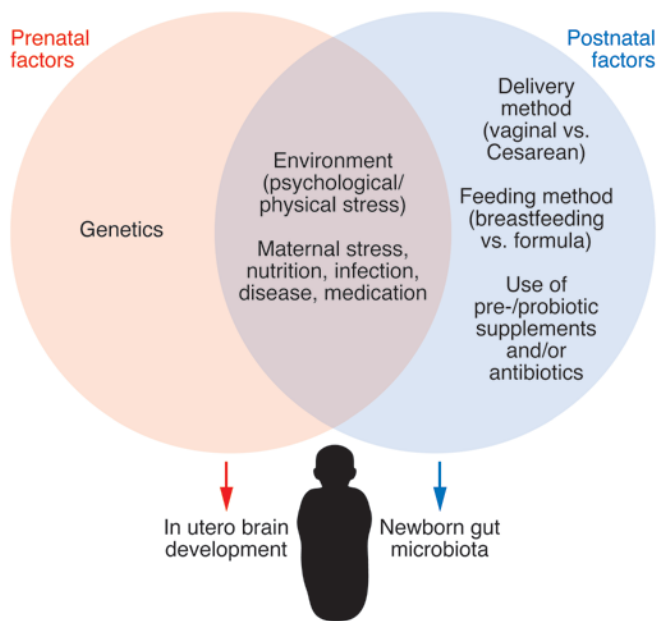 Prenatal
factors
Postnatal
factors
Genetics
Environment
(psychological/
physical stress)
Maternal stress,
nutrition, infection,
disease, medication
Delivery
method
(vaginal vs.
Cesarean)
Feeding method
(breastfeeding
vs. formula)
Use of
pre-/probiotic
supplements
and/or
antibiotics
In utero brain
development
Newborn gut
microbiota